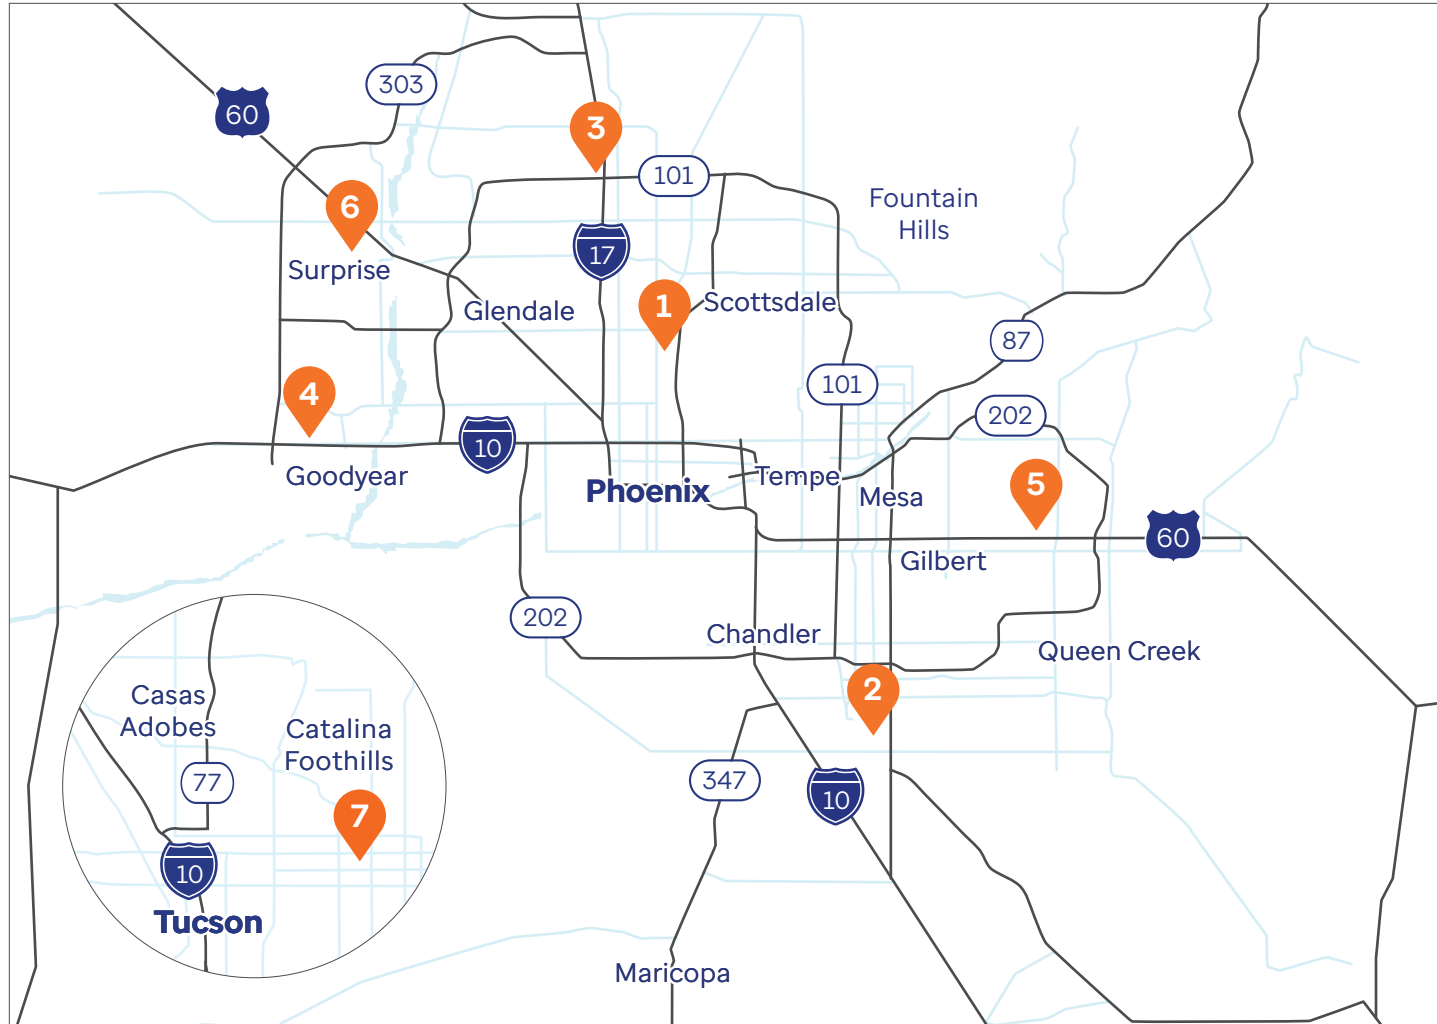 303
60
3
101
Fountain
Hills
6
17
Surprise
1
Scottsdale
Glendale
87
101
4
202
10
Goodyear
Phoenix
Tempe
Mesa
5
60
Gilbert
202
Chandler
Queen Creek
2
347
10
Maricopa
Casas
Adobes
Catalina
Foothills
77
7
10
Tucson